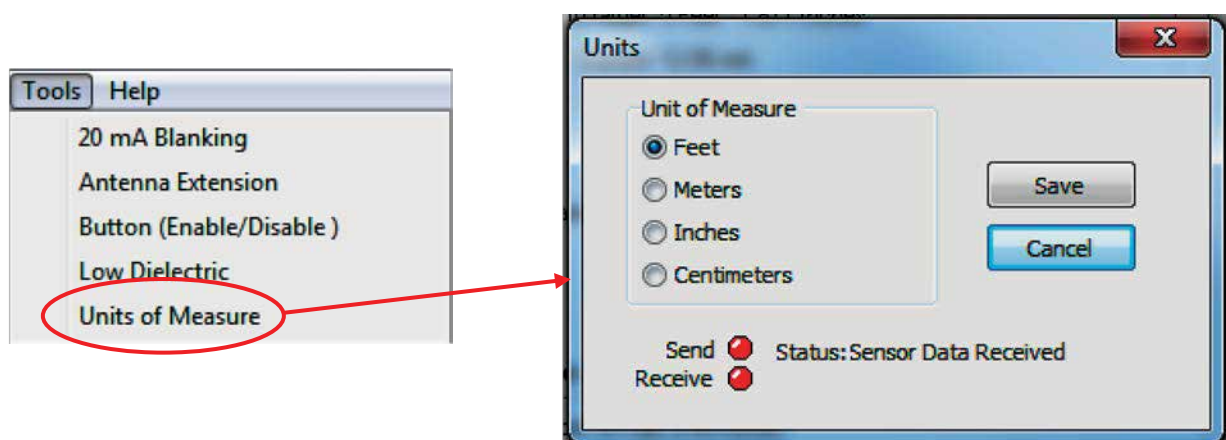 Tools Help
20 mA Blanking
Antenna Extension
Button (Enable/Disable )
Low Dielectric
Units of Measure
Units
Unit of Measure
Feet
Meters
Inches
Centimeters
Save
Cancel
Send
Receive
Status: Sensor Data Received